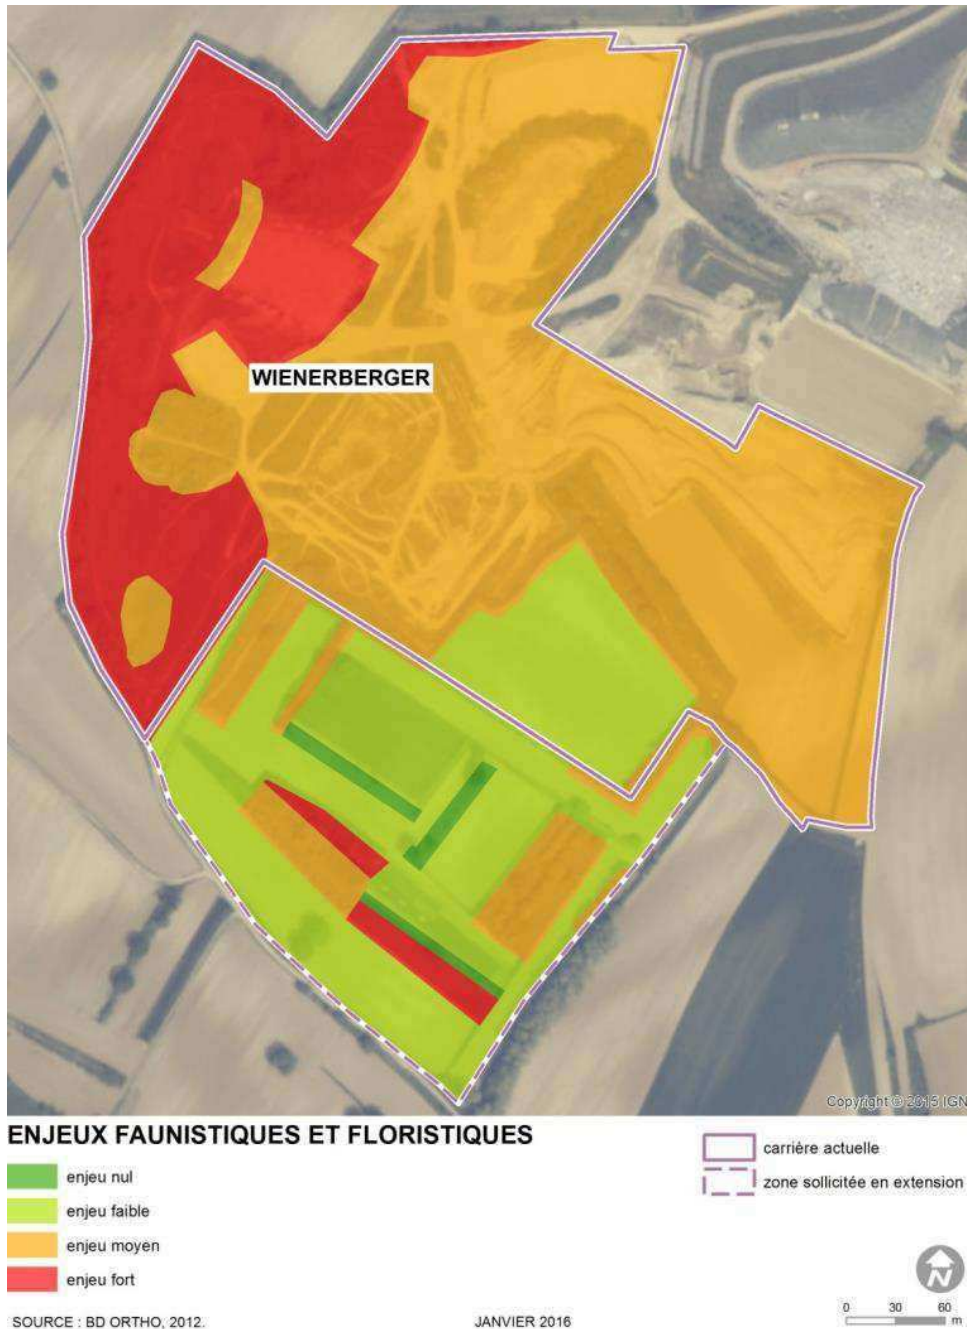 WIENERBERGER
Copyright © 2015 IGN
ENJEUX FAUNISTIQUES ET FLORISTIQUES
enjeu nul
enjeu faible
enjeu moyen
enjeu fort
carrière actuelle
zone sollicitée en extension
N
0 30 60
m
SOURCE : BD ORTHO, 2012.
JANVIER 2016